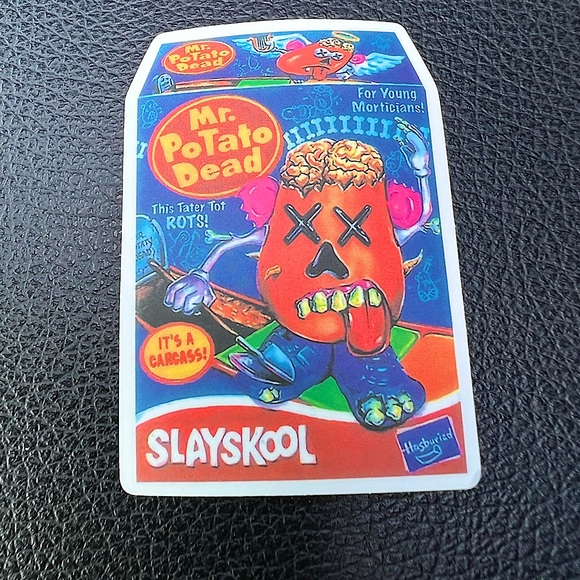 Mr.
PoTaTo
Dead
For Young
Morticians!
Mr.
PoTaTo
Dead
This Tater Tot
ROTS!
IT'S A
CARCASS!
SLAYSKOOL
Hasburied